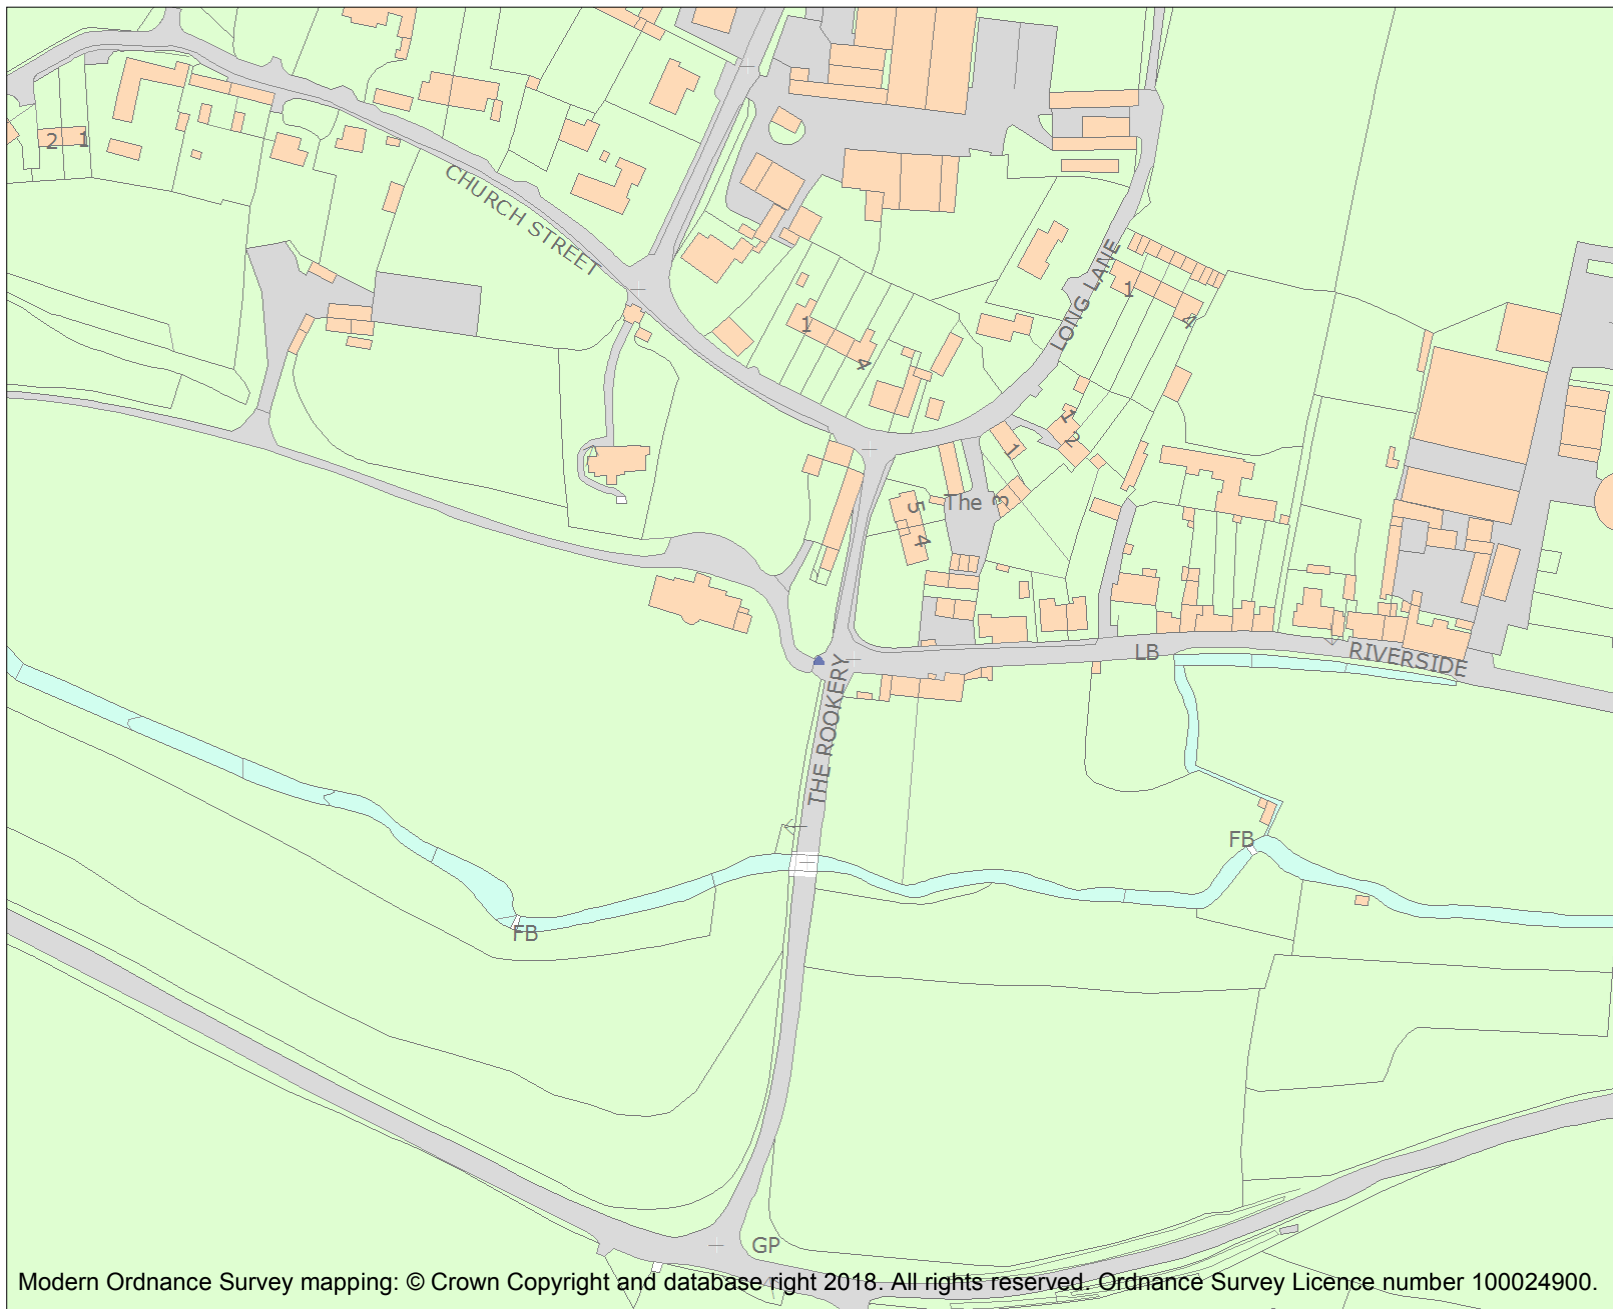 2 1
CHURCH STREET
LONG LANE
1
4
1
4
1
2
1
The 3
5
4
LB
RIVERSIDE
THE ROOKERY
FB
FB
GP
Modern Ordnance Survey mapping: © Crown Copyright and database right 2018. All rights reserved. Ordnance Survey Licence number 100024900.